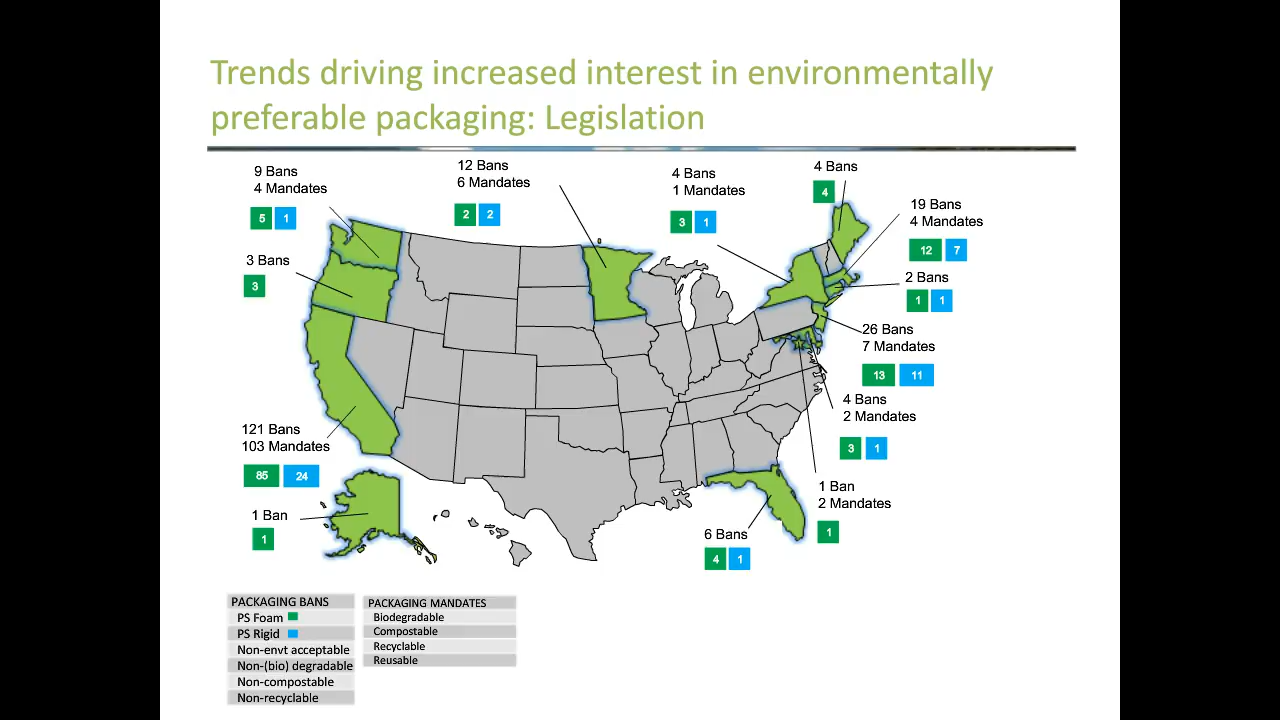 Trends driving increased interest in environmentally
preferable packaging: Legislation
9 Bans
4 Mandates
5 1
12 Bans
6 Mandates
2 2
4 Bans
1 Mandates
3 1
4 Bans
4
19 Bans
4 Mandates
12 7
3 Bans
3
2 Bans
1 1
26 Bans
7 Mandates
13 11
4 Bans
2 Mandates
3 1
121 Bans
103 Mandates
85 24
1 Ban
2 Mandates
1
1 Ban
1
6 Bans
4 1
PACKAGING BANS
PS Foam
PS Rigid
Non-envt acceptable
Non-(bio) degradable
Non-compostable
Non-recyclable
PACKAGING MANDATES
Biodegradable
Compostable
Recyclable
Reusable